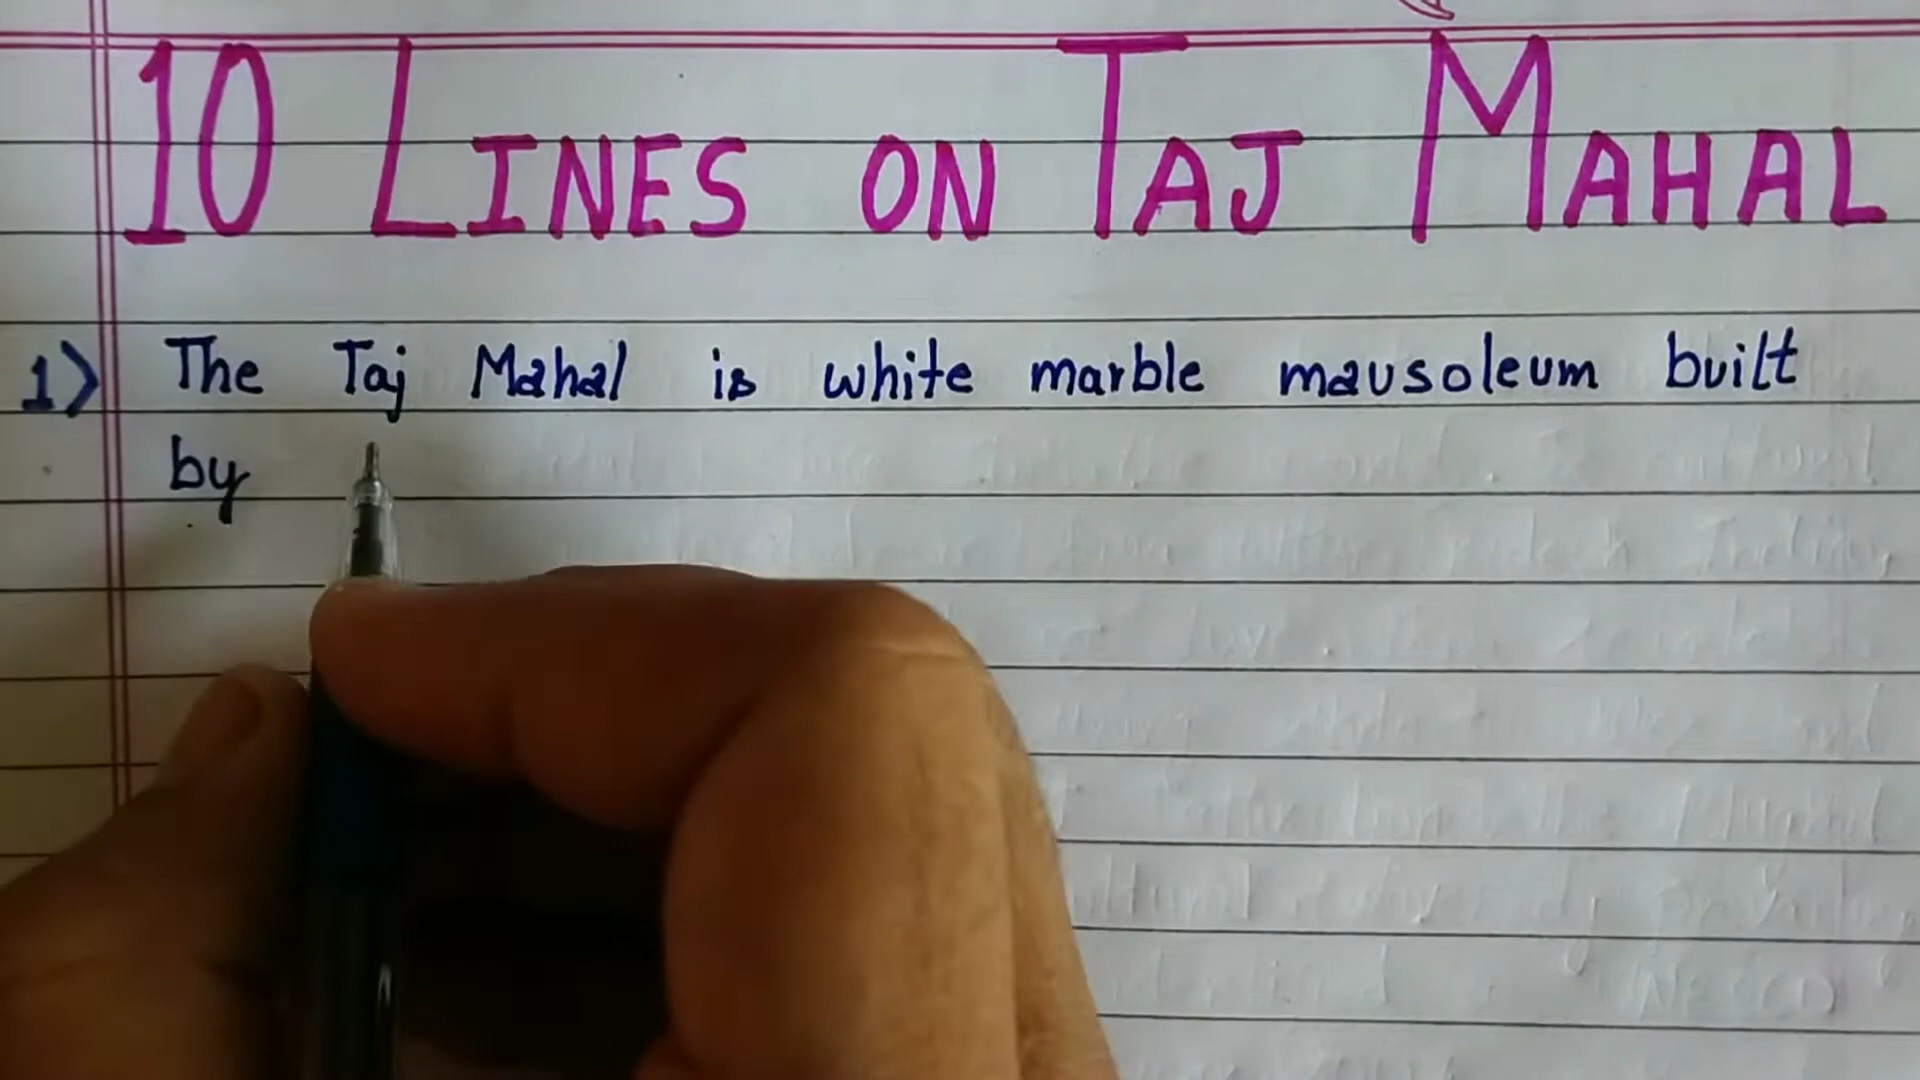 10 LINES ON TAJ MAHAL
1) The Taj Mahal is white marble mausoleum built
by